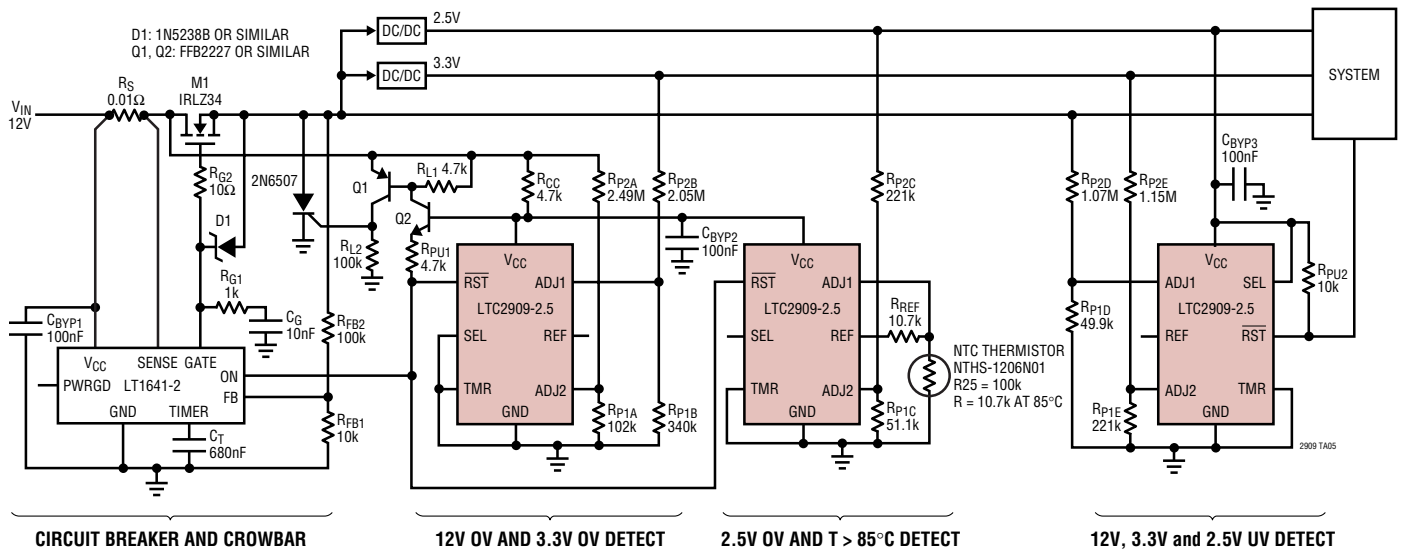 D1: 1N5238B OR SIMILAR
Q1, Q2: FFB2227 OR SIMILAR
DC/DC
2.5V
DC/DC
3.3V
SYSTEM
VIN
12V
RS
0.01Ω
M1
IRLZ34
RG2
10Ω
D1
RG1
1k
CG
10nF
CBYP1
100nF
2N6507
RFB2
100k
RFB1
10k
Q1
RL1 4.7k
Q2
RL2
100k
RPU1
4.7k
RCC
4.7k
RP2A
2.49M
RP2B
2.05M
CBYP2
100nF
RP2C
221k
RP2D
1.07M
RP2E
1.15M
CBYP3
100nF
VCC SENSE GATE
PWRGD LT1641-2 ON
FB
GND TIMER
CT
680nF
VCC
RST ADJ1
LTC2909-2.5
SEL REF
TMR ADJ2
GND
RP1A
102k
RP1B
340k
VCC
RST ADJ1
LTC2909-2.5
SEL REF
TMR ADJ2
GND
RREF
10.7k
RP1C
51.1k
NTC THERMISTOR
NTHS-1206N01
R25 = 100k
R = 10.7k AT 85°C
RP1D
49.9k
RP1E
221k
VCC
ADJ1 SEL
LTC2909-2.5
REF RST
ADJ2 TMR
GND
RPU2
10k
2909 TA05
CIRCUIT BREAKER AND CROWBAR
12V OV AND 3.3V OV DETECT
2.5V OV AND T > 85°C DETECT
12V, 3.3V and 2.5V UV DETECT